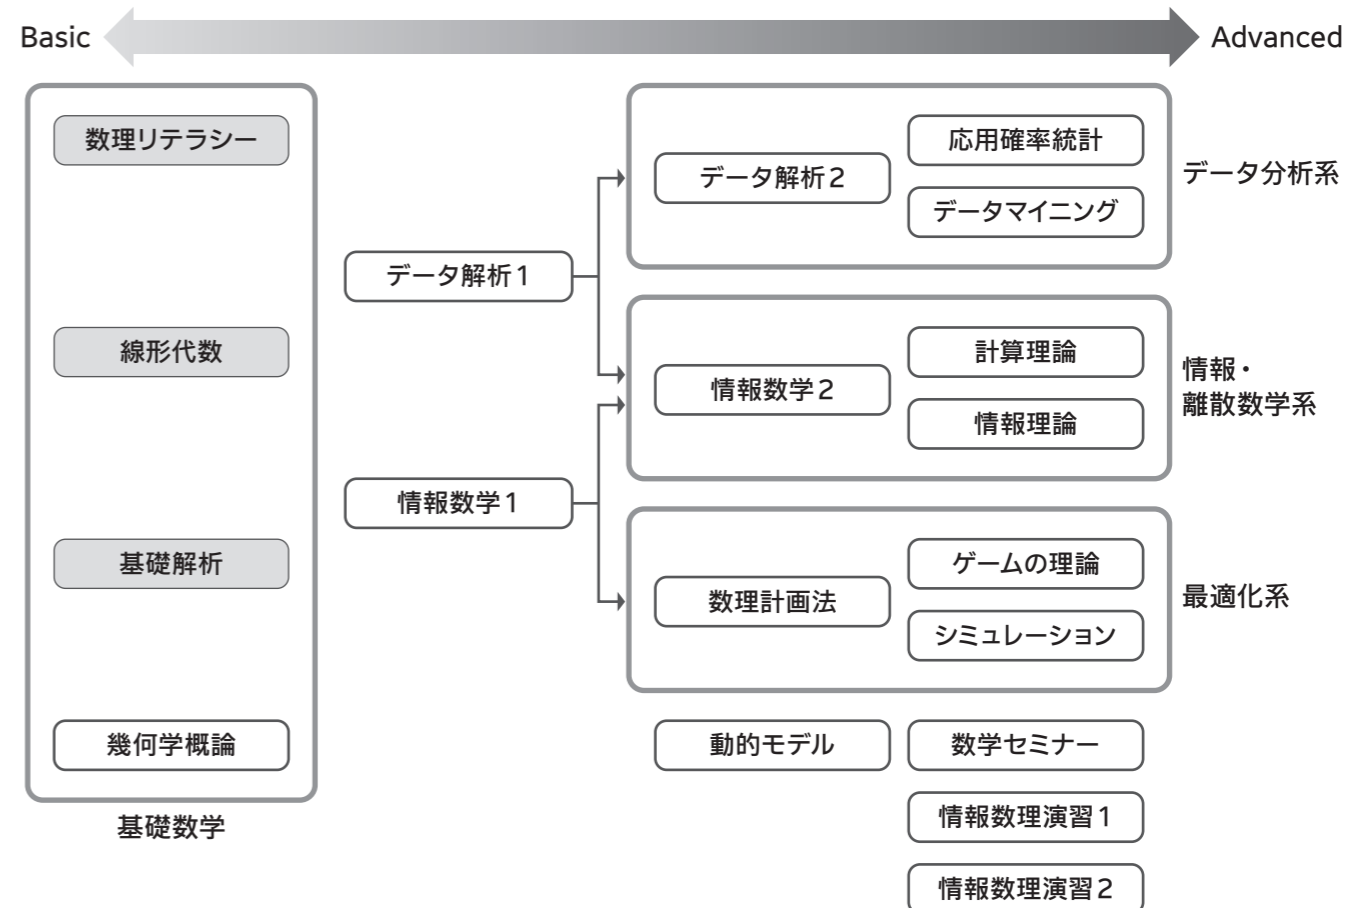 Basic
Advanced
数理リテラシー
線形代数
基礎解析
幾何学概論
基礎数学
データ解析1
情報数学1
データ解析2
応用確率統計
データマイニング
データ分析系
情報数学2
計算理論
情報理論
情報・
離散数学系
数理計画法
ゲームの理論
シミュレーション
最適化系
動的モデル
数学セミナー
情報数理演習1
情報数理演習2